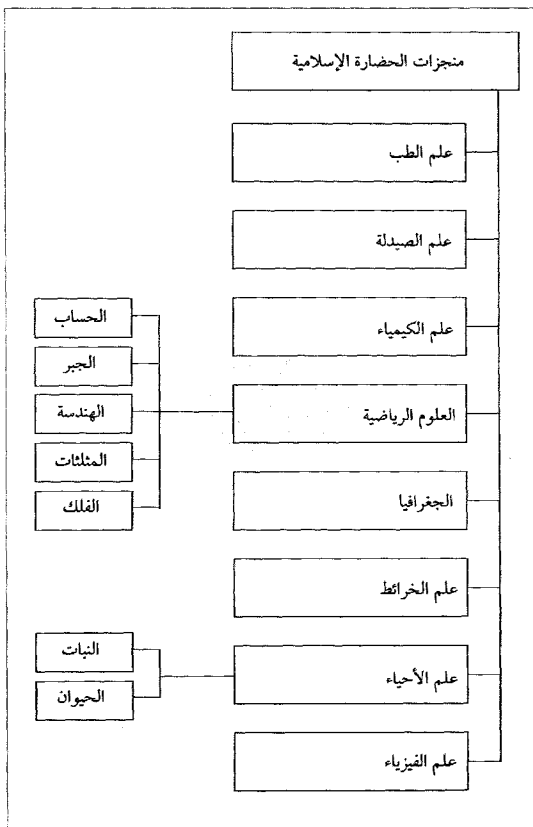 منجزات الحضارة الإسلامية
علم الطب
علم الصيدلة
علم الكيمياء
العلوم الرياضية
الحساب
الجبر
الهندسة
المثلثات
الفلك
الجغرافيا
علم الخرائط
علم الأحياء
النبات
الحيوان
علم الفيزياء